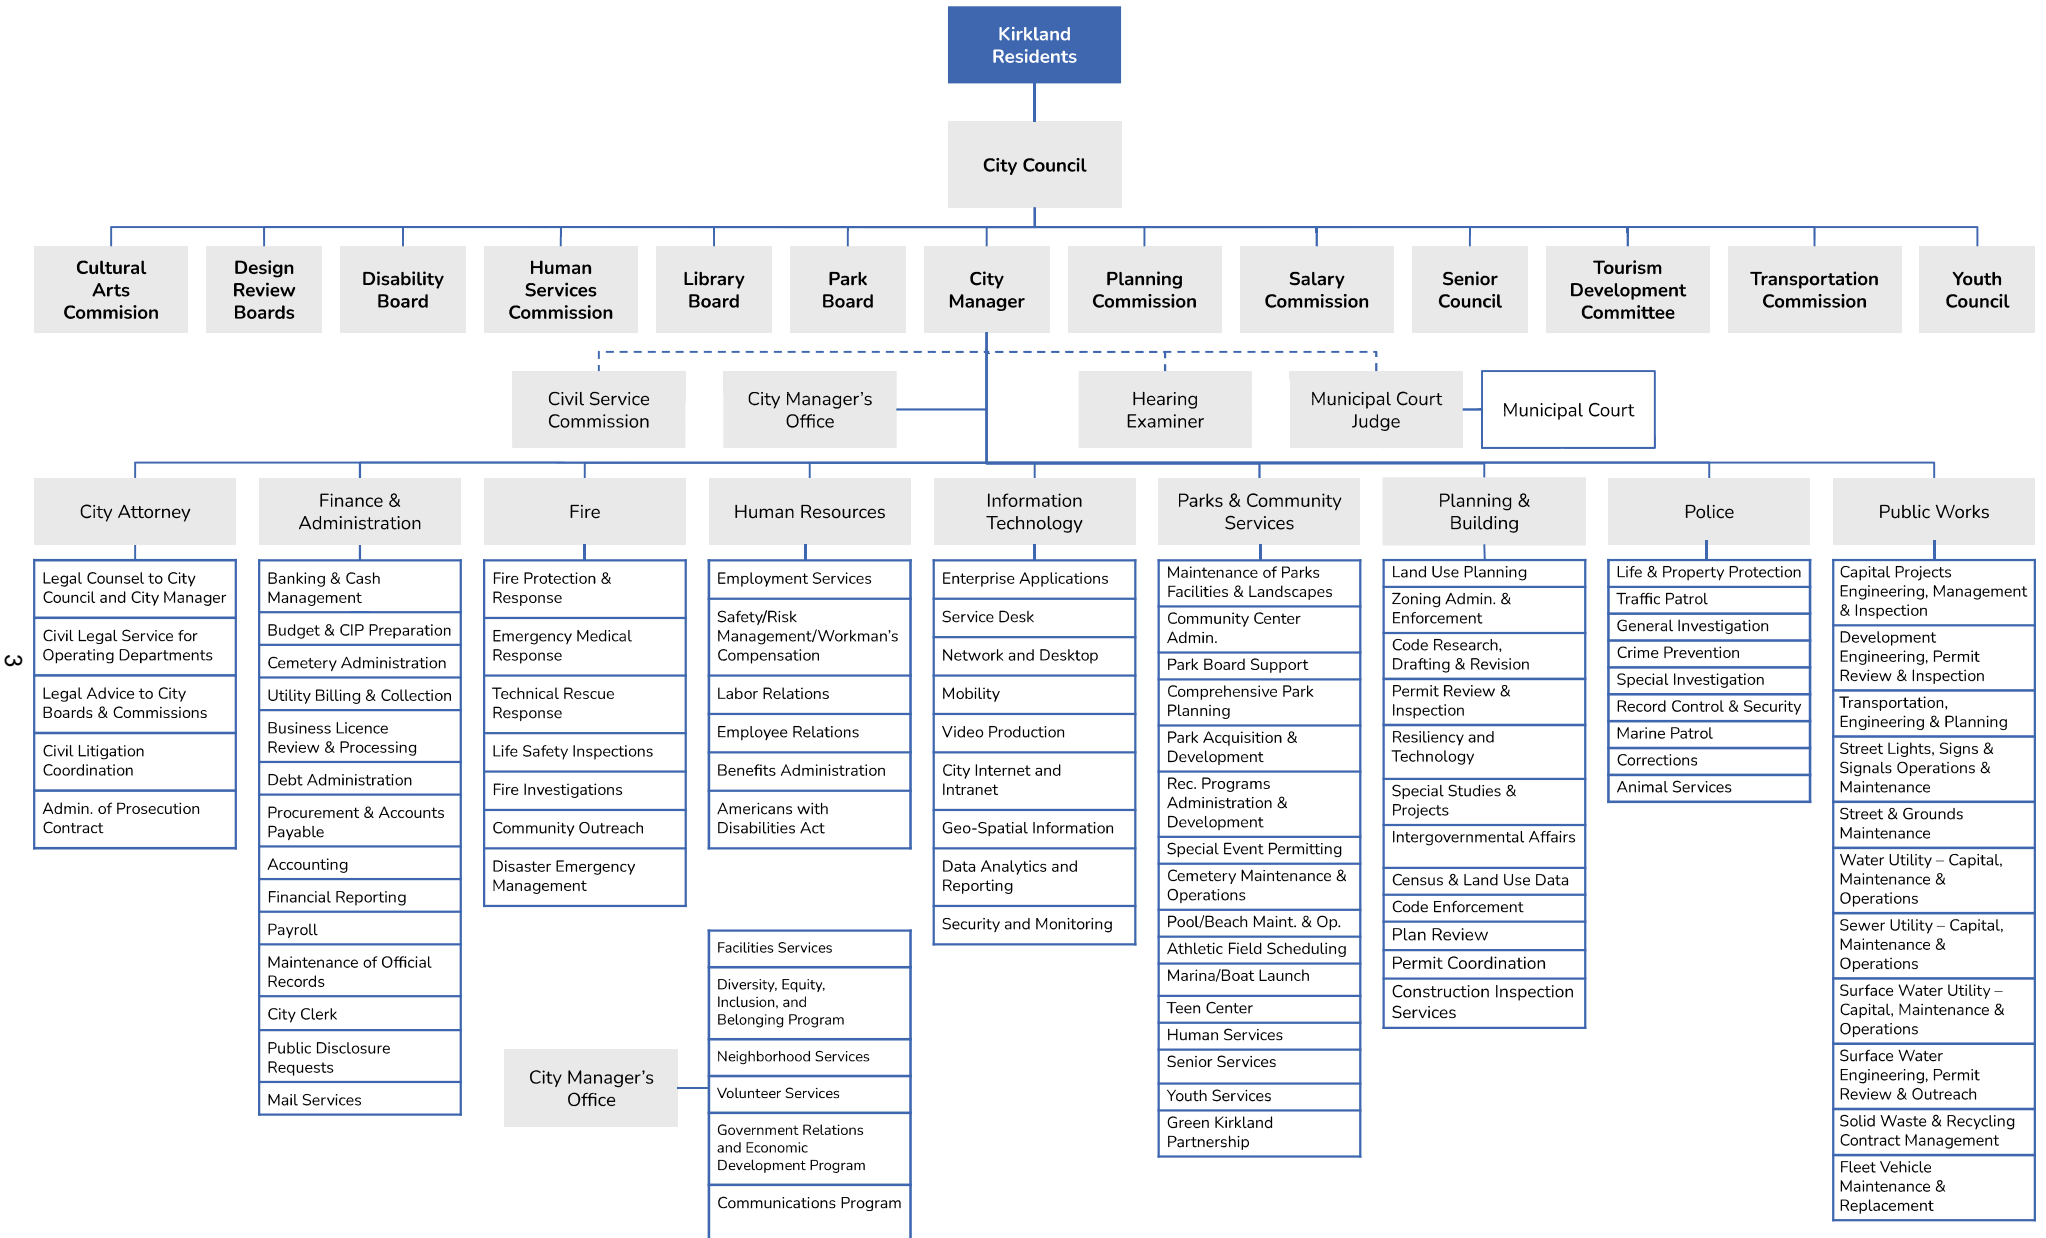 Kirkland
Residents
City Council
Cultural
Arts
Commision
Design
Review
Boards
Disability
Board
Human
Services
Commission
Library
Board
Park
Board
City
Manager
Planning
Commission
Salary
Commission
Senior
Council
Tourism
Development
Committee
Transportation
Commission
Youth
Council
Civil Service
Commission
City Manager's
Office
Hearing
Examiner
Municipal Court
Judge
Municipal Court
City Attorney
Legal Counsel to City
Council and City Manager
Civil Legal Service for
Operating Departments
Legal Advice to City
Boards & Commissions
Civil Litigation
Coordination
Admin. of Prosecution
Contract
Finance &
Administration
Banking & Cash
Management
Budget & CIP Preparation
Cemetery Administration
Utility Billing & Collection
Business Licence
Review & Processing
Debt Administration
Procurement & Accounts
Payable
Accounting
Financial Reporting
Payroll
Maintenance of Official
Records
City Clerk
Public Disclosure
Requests
Mail Services
Fire
Fire Protection &
Response
Emergency Medical
Response
Technical Rescue
Response
Life Safety Inspections
Fire Investigations
Community Outreach
Disaster Emergency
Management
Human Resources
Employment Services
Safety/Risk
Management/Workman's
Compensation
Labor Relations
Employee Relations
Benefits Administration
Americans with
Disabilities Act
City Manager's
Office
Facilities Services
Diversity, Equity,
Inclusion, and
Belonging Program
Neighborhood Services
Volunteer Services
Government Relations
and Economic
Development Program
Communications Program
Information
Technology
Enterprise Applications
Service Desk
Network and Desktop
Mobility
Video Production
City Internet and
Intranet
Geo-Spatial Information
Data Analytics and
Reporting
Security and Monitoring
Parks & Community
Services
Maintenance of Parks
Facilities & Landscapes
Community Center
Admin.
Park Board Support
Comprehensive Park
Planning
Park Acquisition &
Development
Rec. Programs
Administration &
Development
Special Event Permitting
Cemetery Maintenance &
Operations
Pool/Beach Maint. & Op.
Athletic Field Scheduling
Marina/Boat Launch
Teen Center
Human Services
Senior Services
Youth Services
Green Kirkland
Partnership
Planning &
Building
Land Use Planning
Zoning Admin. &
Enforcement
Code Research,
Drafting & Revision
Permit Review &
Inspection
Resiliency and
Technology
Special Studies &
Projects
Intergovernmental Affairs
Census & Land Use Data
Code Enforcement
Plan Review
Permit Coordination
Construction Inspection
Services
Police
Life & Property Protection
Traffic Patrol
General Investigation
Crime Prevention
Special Investigation
Record Control & Security
Marine Patrol
Corrections
Animal Services
Public Works
Capital Projects
Engineering, Management
& Inspection
Development
Engineering, Permit
Review & Inspection
Transportation,
Engineering & Planning
Street Lights, Signs &
Signals Operations &
Maintenance
Street & Grounds
Maintenance
Water Utility – Capital,
Maintenance &
Operations
Sewer Utility – Capital,
Maintenance &
Operations
Surface Water Utility –
Capital, Maintenance &
Operations
Surface Water
Engineering, Permit
Review & Outreach
Solid Waste & Recycling
Contract Management
Fleet Vehicle
Maintenance &
Replacement
3